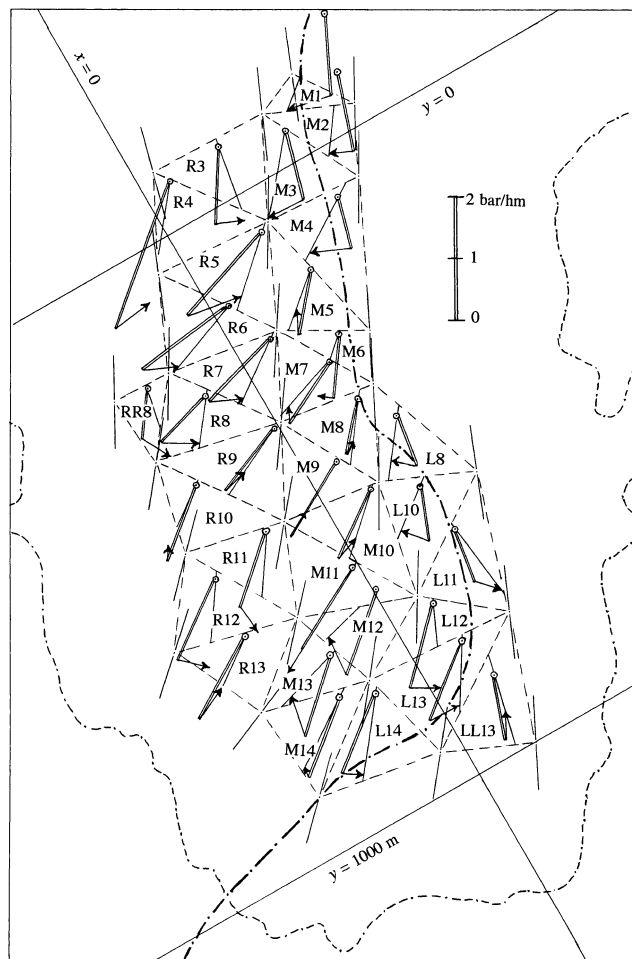 x = 0
y = 0
M1
M2
R3
M3
R4
M4
2 bar/hm
1
0
R5
M5
R6
M6
R7
M7
RR8
R8
M8
L8
R9
M9
L10
R10
M10
R11
M11
L11
R12
M12
L12
R13
M13
L13
LL13
M14
L14
y = 1000 m